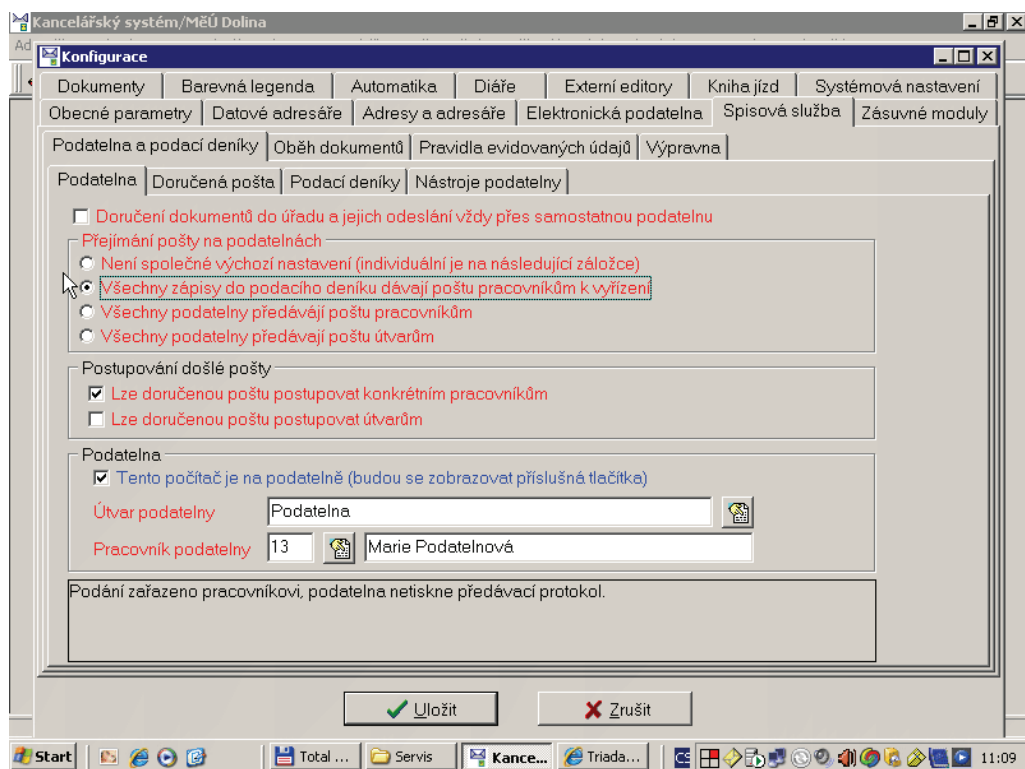 Kancelářský systém/MěÚ Dolina
Konfigurace
Dokumenty Barevná legenda Automatika Diáře Externí editory Kniha jízd Systémová nastavení
Obecné parametry Datové adresáře Adresy a adresáře Elektronická podatelna Spisová služba Zásuvné moduly
Podatelna a podací deníky Oběh dokumentů Pravidla evidovaných údajů Výpravna
Podatelna Doručená pošta Podací deníky Nástroje podatelny
Doručení dokumentů do úřadu a jejich odeslání vždy přes samostatnou podatelnu
Přejímání pošty na podatelnách
Není společné výchozí nastavení (individuální je na následující záložce)
Všechny zápisy do podacího deníku dávají poštu pracovníkům k vyřízení
Všechny podatelny předávájí poštu pracovníkům
Všechny podatelny předávají poštu útvarům
Postupování došlé pošty
Lze doručenou poštu postupovat konkrétním pracovníkům
Lze doručenou poštu postupovat útvarům
Podatelna
Tento počítač je na podatelně (budou se zobrazovat příslušná tlačítka)
Útvar podatelny Podatelna
Pracovník podatelny 13 Marie Podatelnová
Podání zařazeno pracovníkovi, podatelna netiskne předávací protokol.
Uložit Zrušit
Start Total ... Servis Kance... Triada... CS 11:09